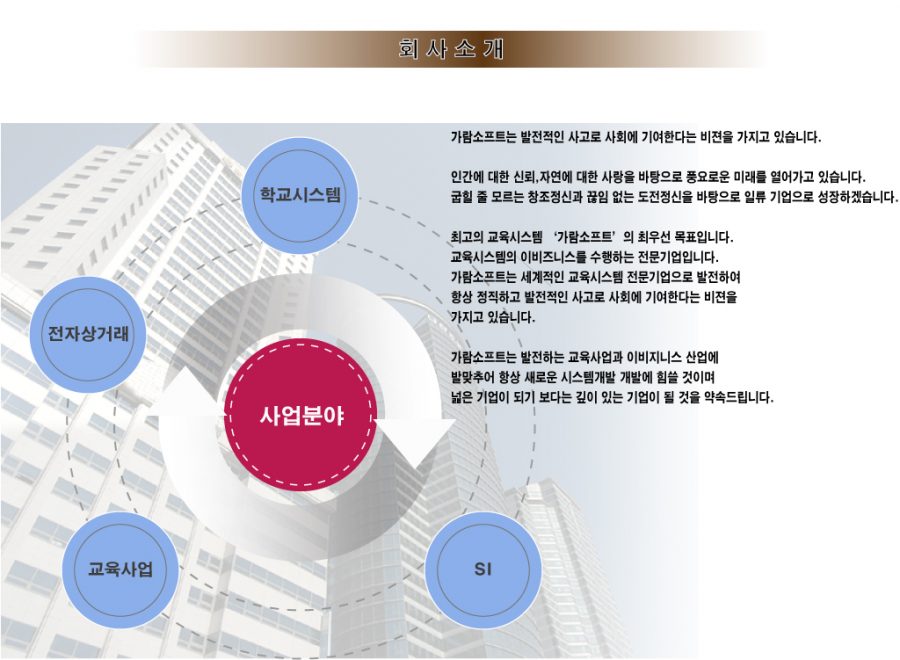 회사소개
가람소프트는 발전적인 사고로 사회에 기여한다는 비젼을 가지고 있습니다.
인간에 대한 신뢰,자연에 대한 사랑을 바탕으로 풍요로운 미래를 열어가고 있습니다.
굽힐 줄 모르는 창조정신과 끊임 없는 도전정신을 바탕으로 일류 기업으로 성장하겠습니다.
최고의 교육시스템 ‘가람소프트’의 최우선 목표입니다.
교육시스템의 이비즈니스를 수행하는 전문기업입니다.
가람소프트는 세계적인 교육시스템 전문기업으로 발전하여
항상 정직하고 발전적인 사고로 사회에 기여한다는 비젼을
가지고 있습니다.
가람소프트는 발전하는 교육사업과 이비지니스 산업에
발맞추어 항상 새로운 시스템개발 개발에 힘쓸 것이며
넓은 기업이 되기 보다는 깊이 있는 기업이 될 것을 약속드립니다.
학교시스템
전자상거래
사업분야
교육사업
SI